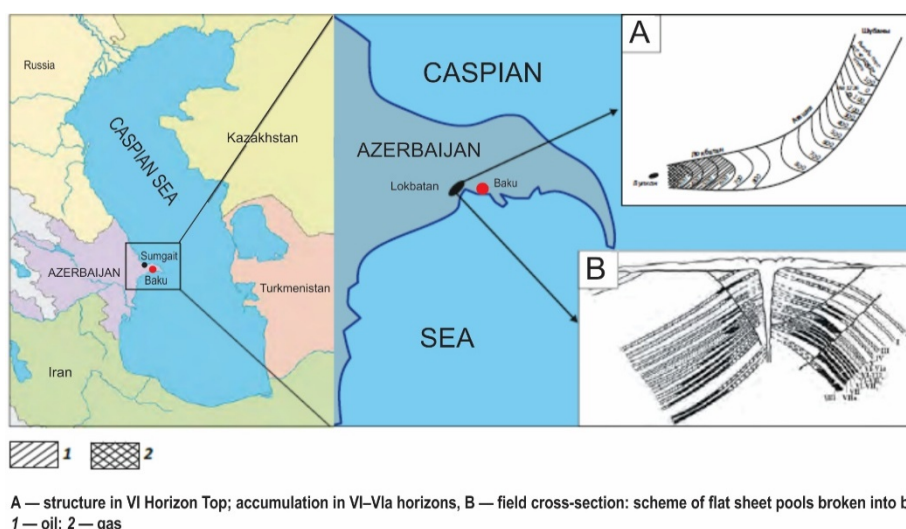 Russia
CASPIAN SEA
Kazakhstan
AZERBAIJAN
Sumgait
Baku
Turkmenistan
Iran
CASPIAN
AZERBAIJAN
Lokbatan
Baku
SEA
A
B
1
2
A — structure in VI Horizon Top; accumulation in VI–VIa horizons, B — field cross-section: scheme of flat sheet pools broken into b
1 — oil; 2 — gas